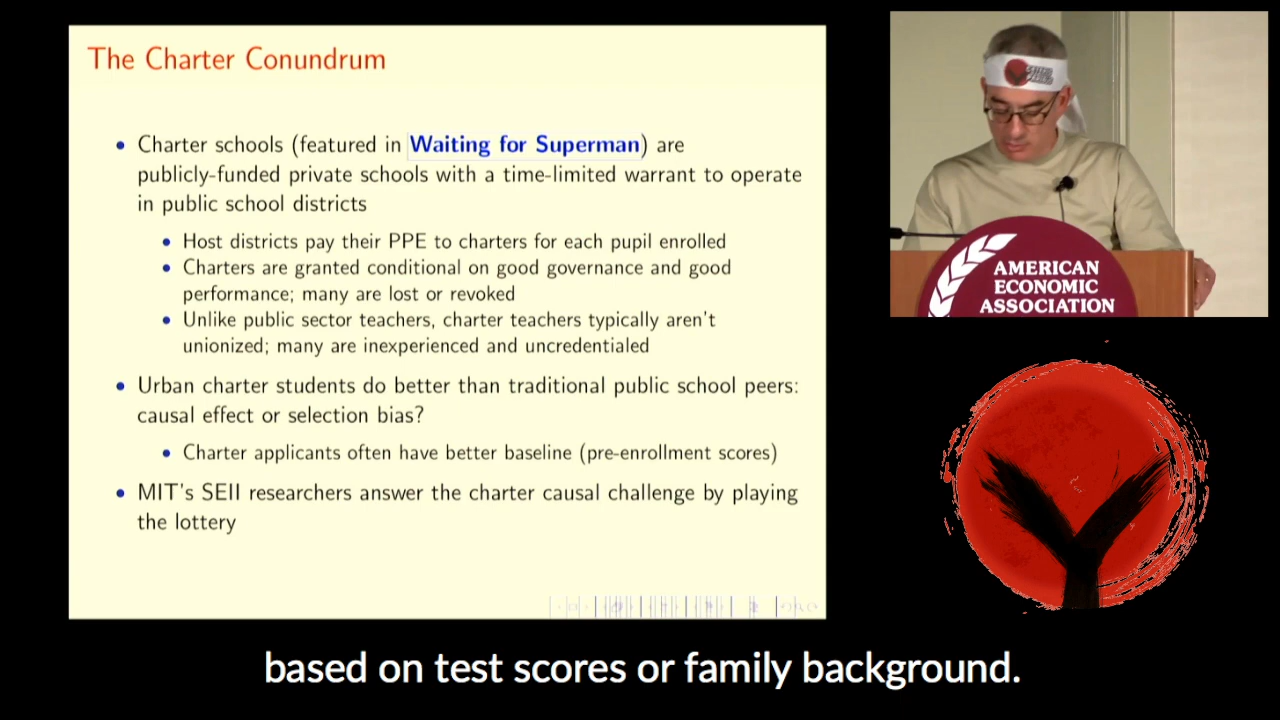 The Charter Conundrum
• Charter schools (featured in Waiting for Superman) are
publicly-funded private schools with a time-limited warrant to operate
in public school districts
• Host districts pay their PPE to charters for each pupil enrolled
• Charters are granted conditional on good governance and good
performance; many are lost or revoked
• Unlike public sector teachers, charter teachers typically aren't
unionized; many are inexperienced and uncredentialed
• Urban charter students do better than traditional public school peers:
causal effect or selection bias?
• Charter applicants often have better baseline (pre-enrollment scores)
• MIT's SEII researchers answer the charter causal challenge by playing
the lottery
AMERICAN
ECONOMIC
ASSOCIATION
based on test scores or family background.